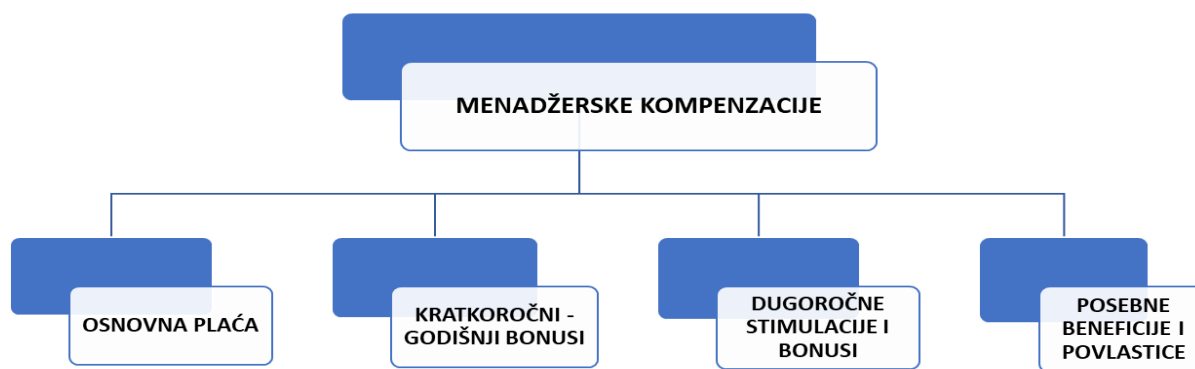 MENADŽERSKE KOMPENZACIJE
OSNOVNA PLAĆA
KRATKOROČNI -
GODIŠNJI BONUSI
DUGOROČNE
STIMULACIJE I
BONUSI
POSEBNE
BENEFICIJE I
POVLASTICE